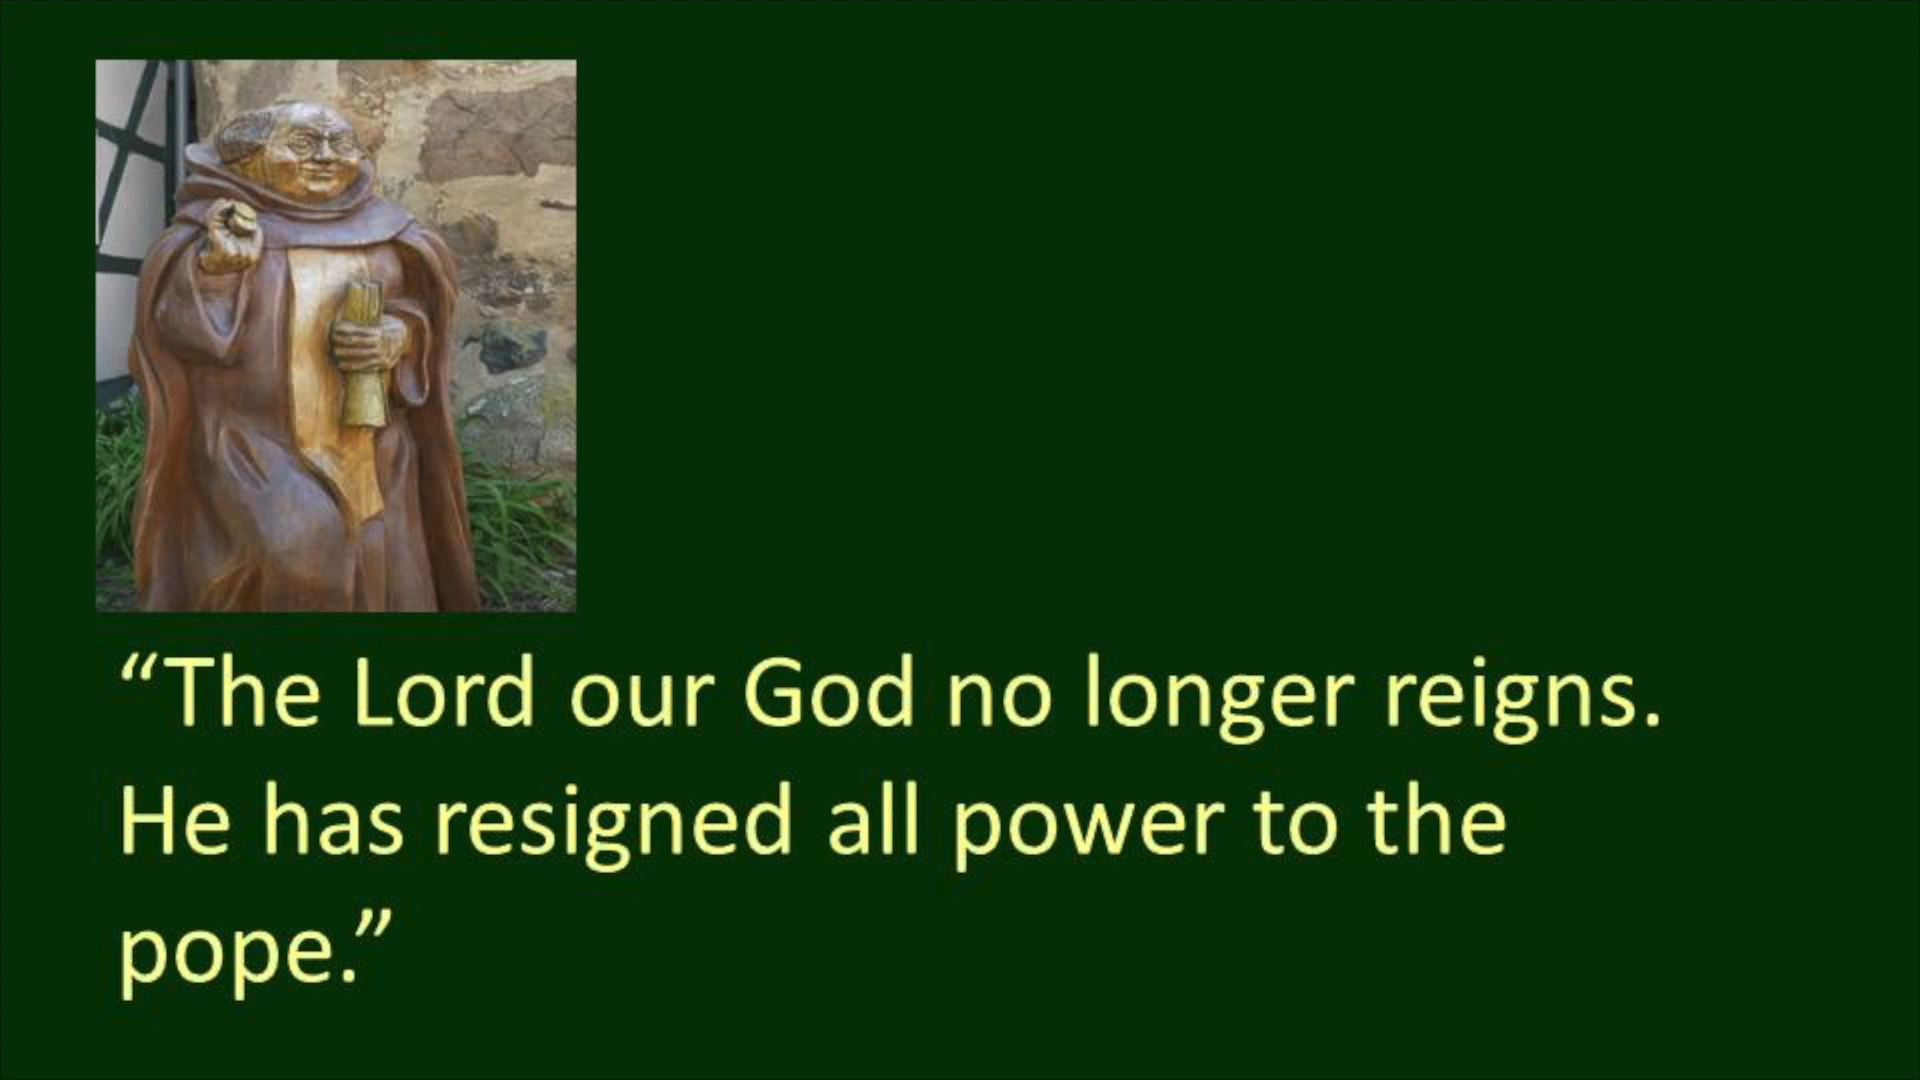 “The Lord our God no longer reigns.
He has resigned all power to the
pope.”